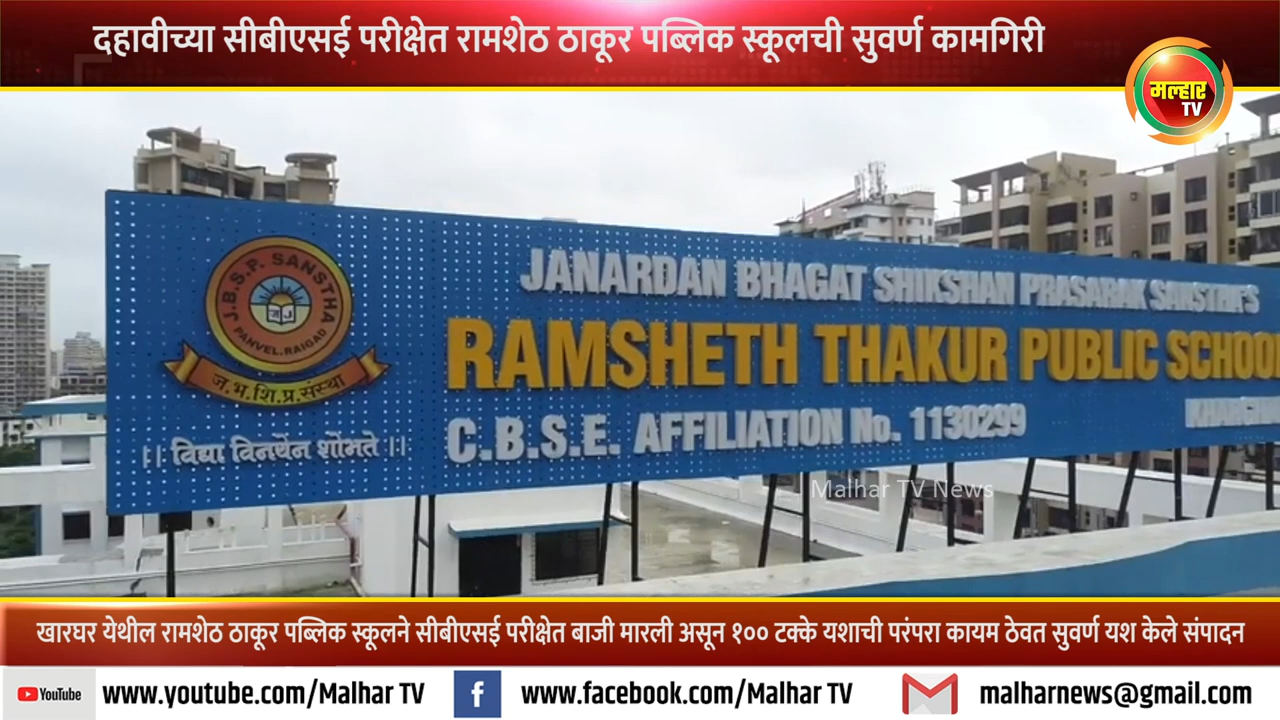 दहावीच्या सीबीएसई परीक्षेत रामशेठ ठाकूर पब्लिक स्कूलची सुवर्ण कामगिरी
मल्हार
TV
J.B.S.P. SANSTHA
PANVEL.RAIGAD
ज.भ.शि.प्र.संस्था
|| विद्या विनयेन शोभते ||
JANARDAN BHAGAT SHIKSHAN PRASARAK SANSTHA'S
RAMSHETH THAKUR PUBLIC SCHOOL
C.B.S.E. AFFILIATION No. 1130299
Malhar TV News
खारघर येथील रामशेठ ठाकूर पब्लिक स्कूलने सीबीएसई परीक्षेत बाजी मारली असून १०० टक्के यशाची परंपरा कायम ठेवत सुवर्ण यश केले संपादन
YouTube www.youtube.com/Malhar TV www.facebook.com/Malhar TV malharnews@gmail.com